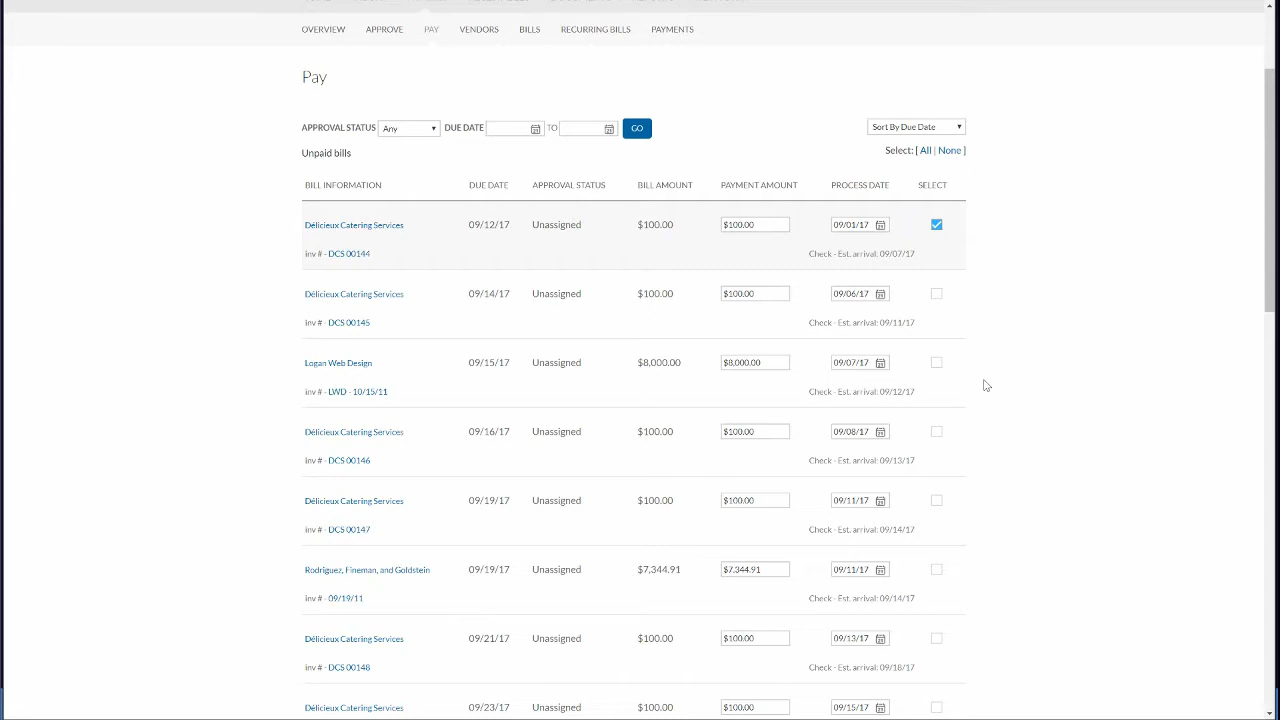 OVERVIEW APPROVE PAY VENDORS BILLS RECURRING BILLS PAYMENTS
Pay
APPROVAL STATUS Any DUE DATE TO GO Sort By Due Date
Unpaid bills Select: [ All | None ]
BILL INFORMATION DUE DATE APPROVAL STATUS BILL AMOUNT PAYMENT AMOUNT PROCESS DATE SELECT
Délicieux Catering Services 09/12/17 Unassigned $100.00 $100.00 09/01/17
inv # - DCS 00144 Check - Est. arrival: 09/07/17
Délicieux Catering Services 09/14/17 Unassigned $100.00 $100.00 09/06/17
inv # - DCS 00145 Check - Est. arrival: 09/11/17
Logan Web Design 09/15/17 Unassigned $8,000.00 $8,000.00 09/07/17
inv # - LWD - 10/15/11 Check - Est. arrival: 09/12/17
Délicieux Catering Services 09/16/17 Unassigned $100.00 $100.00 09/08/17
inv # - DCS 00146 Check - Est. arrival: 09/13/17
Délicieux Catering Services 09/19/17 Unassigned $100.00 $100.00 09/11/17
inv # - DCS 00147 Check - Est. arrival: 09/14/17
Rodriguez, Fineman, and Goldstein 09/19/17 Unassigned $7,344.91 $7,344.91 09/11/17
inv # - 09/19/11 Check - Est. arrival: 09/14/17
Délicieux Catering Services 09/21/17 Unassigned $100.00 $100.00 09/13/17
inv # - DCS 00148 Check - Est. arrival: 09/18/17
Délicieux Catering Services 09/23/17 Unassigned $100.00 $100.00 09/15/17